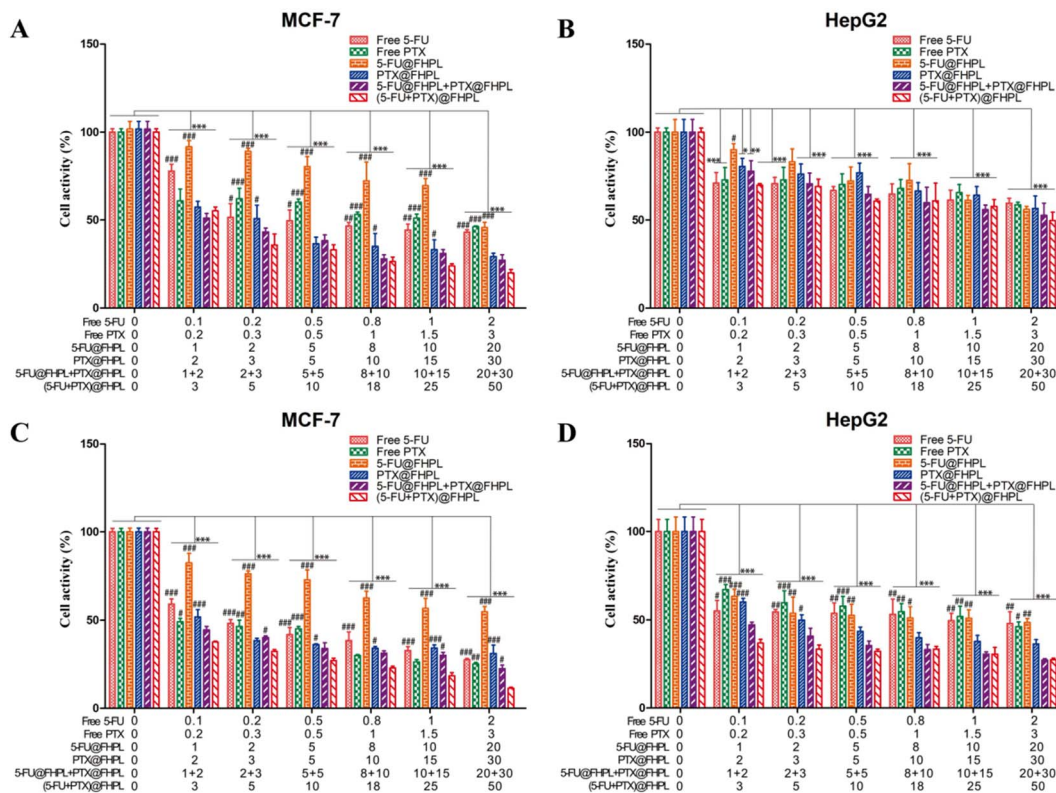 A
MCF-7
Free 5-FU
Free PTX
5-FU@FHPL
PTX@FHPL
5-FU@FHPL+PTX@FHPL
(5-FU+PTX)@FHPL
Cell activity (%)
150
100
50
0
### ### *** # ### ### # *** # ### ### *** ## ### ### # *** ## ### ### # *** ### ### ### ***
Free 5-FU 0 0.1 0.2 0.5 0.8 1 2
Free PTX 0 0.2 0.3 0.5 1 1.5 3
5-FU@FHPL 0 1 2 5 8 10 20
PTX@FHPL 0 2 3 5 10 15 30
5-FU@FHPL+PTX@FHPL 0 1+2 2+3 5+5 8+10 10+15 20+30
(5-FU+PTX)@FHPL 0 3 5 10 18 25 50
B
HepG2
Free 5-FU
Free PTX
5-FU@FHPL
PTX@FHPL
5-FU@FHPL+PTX@FHPL
(5-FU+PTX)@FHPL
Cell activity (%)
150
100
50
0
*** # * ** *** *** *** *** *** ***
Free 5-FU 0 0.1 0.2 0.5 0.8 1 2
Free PTX 0 0.2 0.3 0.5 1 1.5 3
5-FU@FHPL 0 1 2 5 8 10 20
PTX@FHPL 0 2 3 5 10 15 30
5-FU@FHPL+PTX@FHPL 0 1+2 2+3 5+5 8+10 10+15 20+30
(5-FU+PTX)@FHPL 0 3 5 10 18 25 50
C
MCF-7
Free 5-FU
Free PTX
5-FU@FHPL
PTX@FHPL
5-FU@FHPL+PTX@FHPL
(5-FU+PTX)@FHPL
Cell activity (%)
150
100
50
0
### # ### ### *** ### ## ### # *** ### ### ### # *** ### ### # *** ### ### # # *** ### ## ### ### # ***
Free 5-FU 0 0.1 0.2 0.5 0.8 1 2
Free PTX 0 0.2 0.3 0.5 1 1.5 3
5-FU@FHPL 0 1 2 5 8 10 20
PTX@FHPL 0 2 3 5 10 15 30
5-FU@FHPL+PTX@FHPL 0 1+2 2+3 5+5 8+10 10+15 20+30
(5-FU+PTX)@FHPL 0 3 5 10 18 25 50
D
HepG2
Free 5-FU
Free PTX
5-FU@FHPL
PTX@FHPL
5-FU@FHPL+PTX@FHPL
(5-FU+PTX)@FHPL
Cell activity (%)
150
100
50
0
# ### ### ### *** ## ### ## # *** ## ### ## *** ## ## # *** ## ## ## *** ## # ## ***
Free 5-FU 0 0.1 0.2 0.5 0.8 1 2
Free PTX 0 0.2 0.3 0.5 1 1.5 3
5-FU@FHPL 0 1 2 5 8 10 20
PTX@FHPL 0 2 3 5 10 15 30
5-FU@FHPL+PTX@FHPL 0 1+2 2+3 5+5 8+10 10+15 20+30
(5-FU+PTX)@FHPL 0 3 5 10 18 25 50